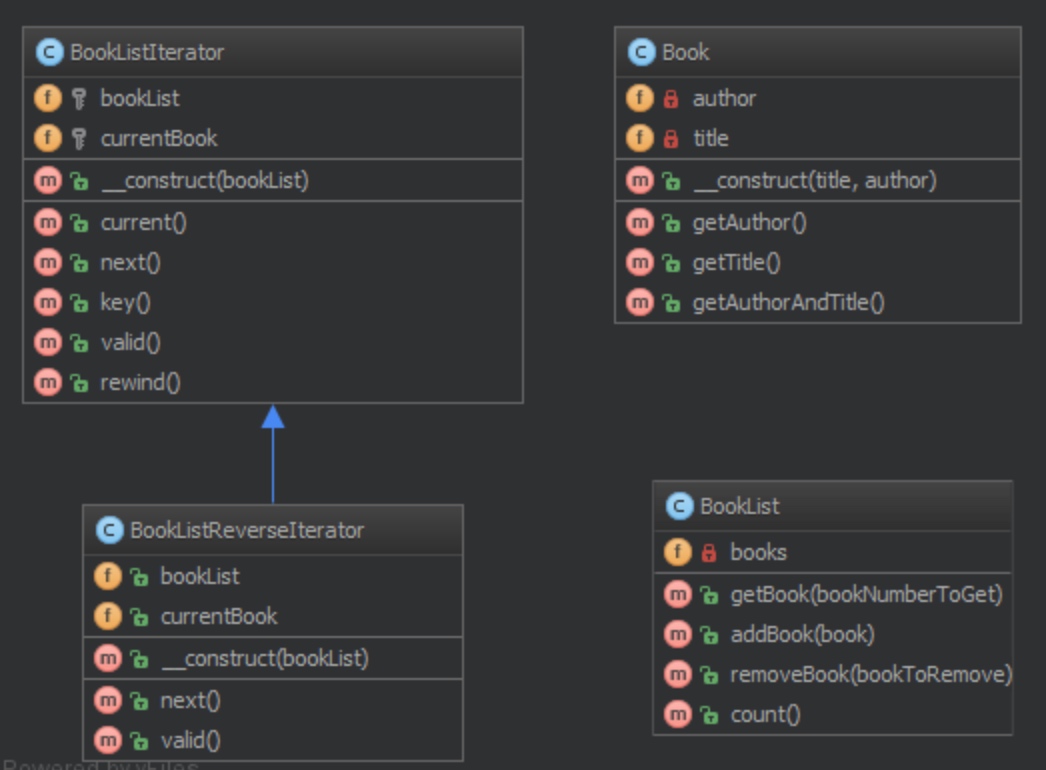 C BookListIterator
f bookList
f currentBook
m __construct(bookList)
m current()
m next()
m key()
m valid()
m rewind()
C Book
f author
f title
m __construct(title, author)
m getAuthor()
m getTitle()
m getAuthorAndTitle()
C BookListReverseIterator
f bookList
f currentBook
m __construct(bookList)
m next()
m valid()
C BookList
f books
m getBook(bookNumberToGet)
m addBook(book)
m removeBook(bookToRemove)
m count()
Powered by yFiles